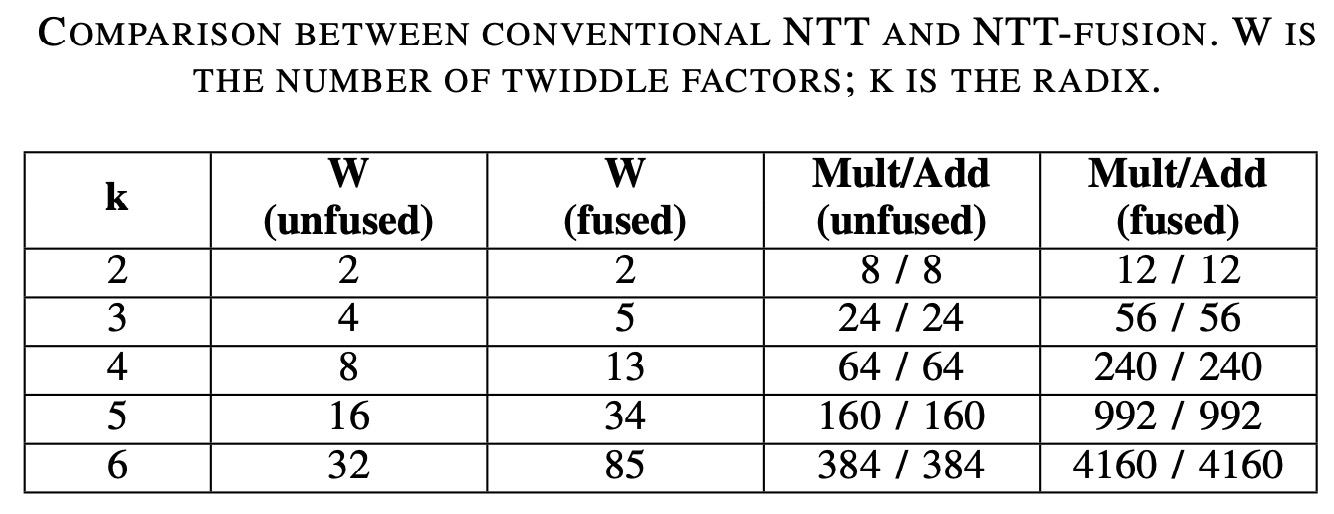 COMPARISON BETWEEN CONVENTIONAL NTT AND NTT-FUSION. W IS
THE NUMBER OF TWIDDLE FACTORS; K IS THE RADIX.
k W (unfused) W (fused) Mult/Add (unfused) Mult/Add (fused)
2 2 2 8 / 8 12 / 12
3 4 5 24 / 24 56 / 56
4 8 13 64 / 64 240 / 240
5 16 34 160 / 160 992 / 992
6 32 85 384 / 384 4160 / 4160